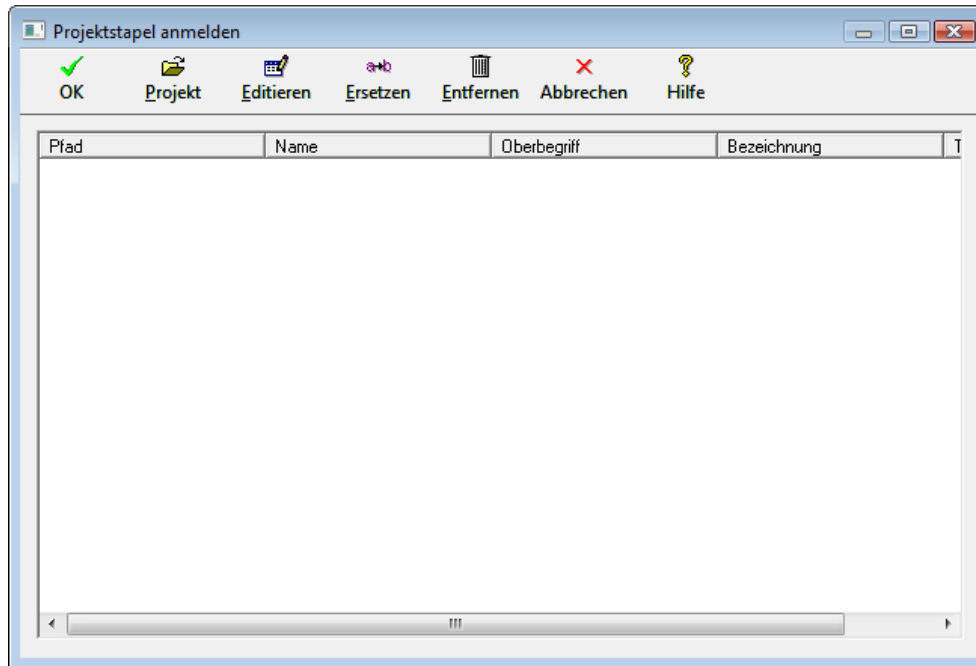 Projektstapel anmelden
OK Projekt Editieren Ersetzen Entfernen Abbrechen Hilfe
Pfad Name Oberbegriff Bezeichnung T